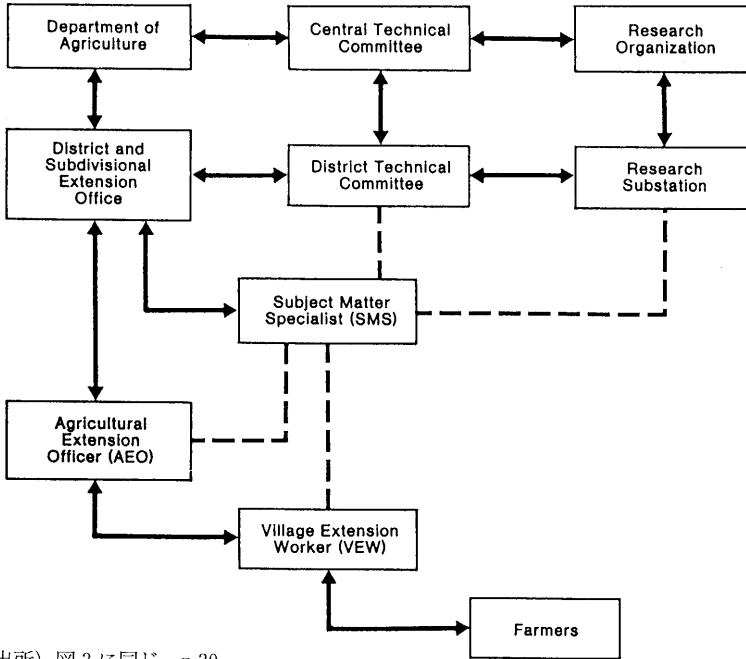 Department of
Agriculture
Central Technical
Committee
Research
Organization
District and
Subdivisional
Extension
Office
District Technical
Committee
Research
Substation
Subject Matter
Specialist (SMS)
Agricultural
Extension
Officer (AEO)
Village Extension
Worker (VEW)
Farmers